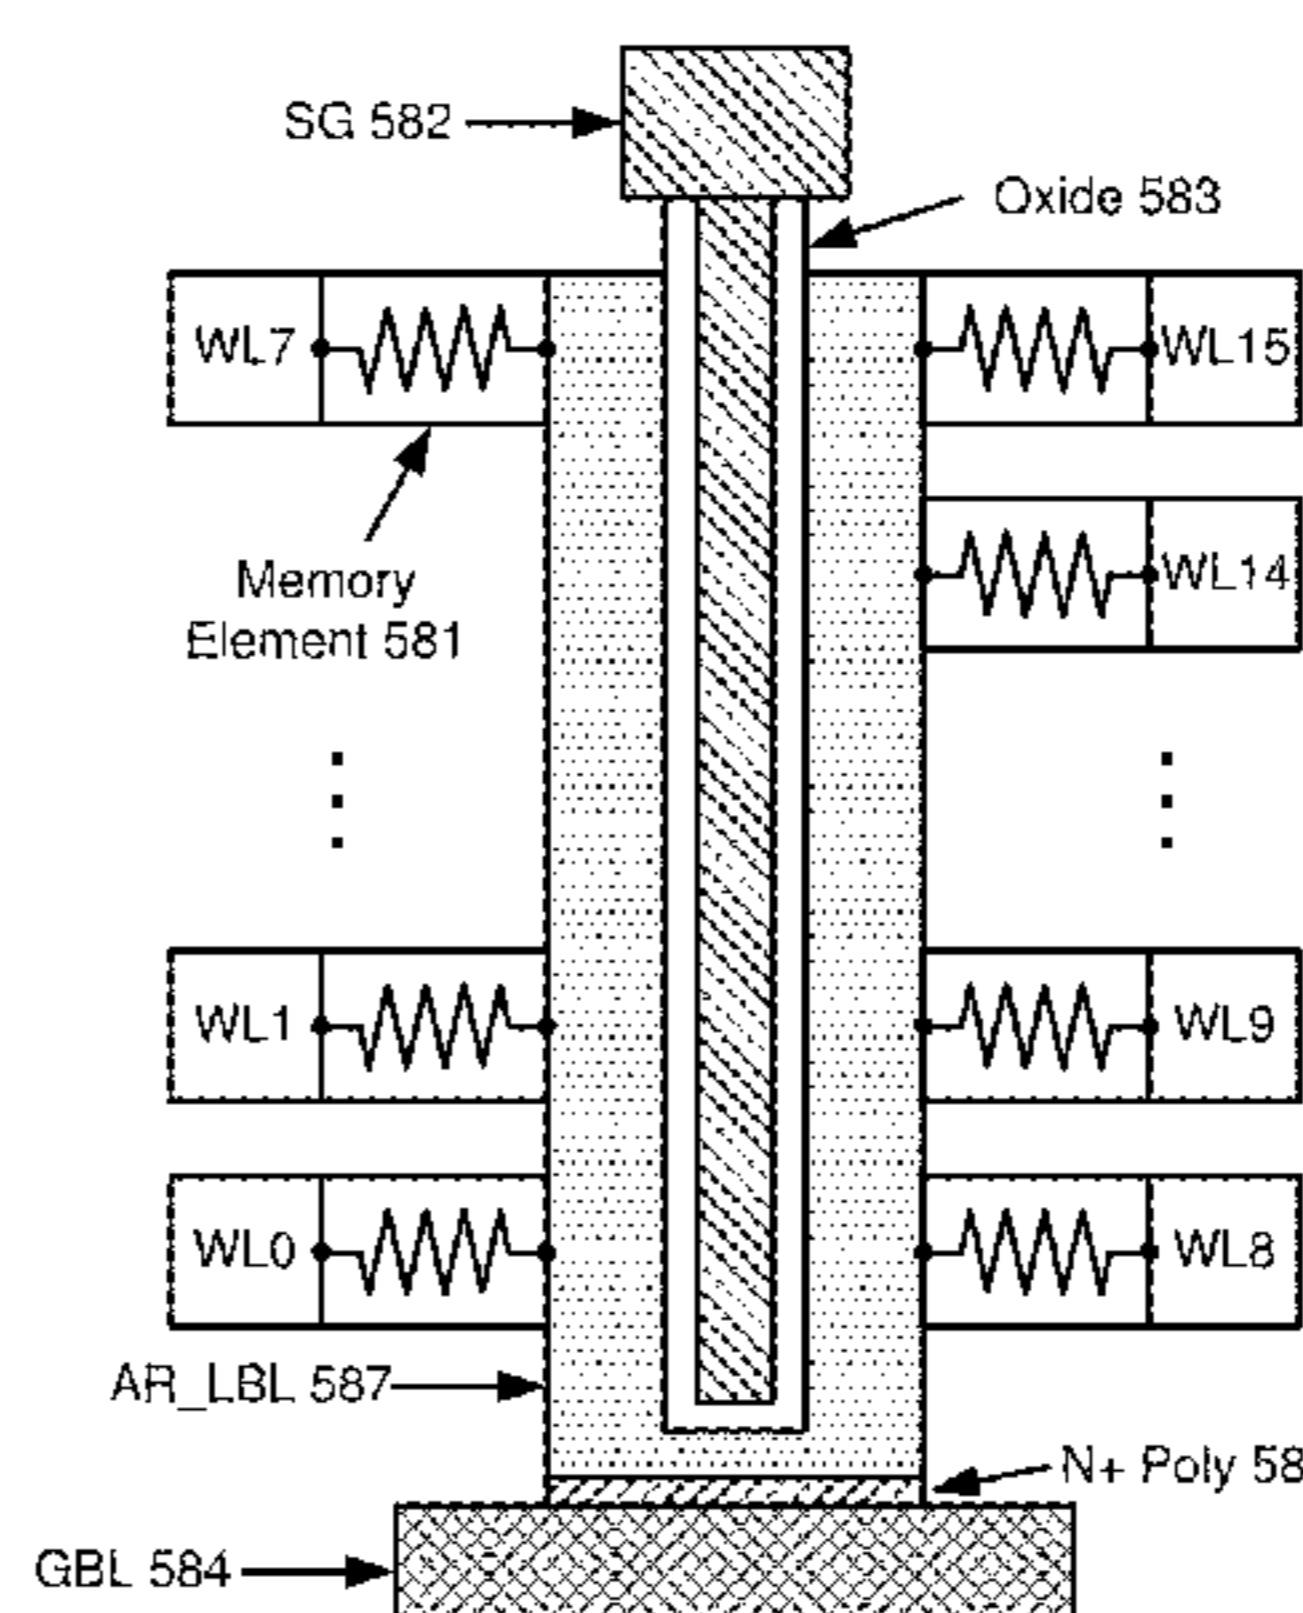 SG 582
Oxide 583
WL7
WL15
WL14
Memory
Element 581
WL1
WL9
WL0
WL8
AR_LBL 587
N+ Poly 58
GBL 584